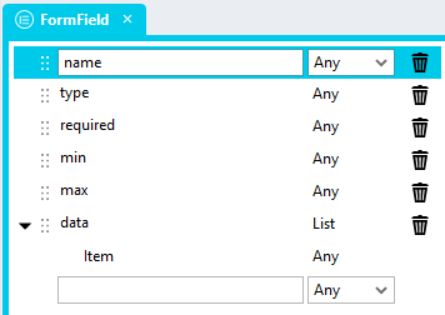 FormField ×
name Any
type Any
required Any
min Any
max Any
data List
Item Any
Any